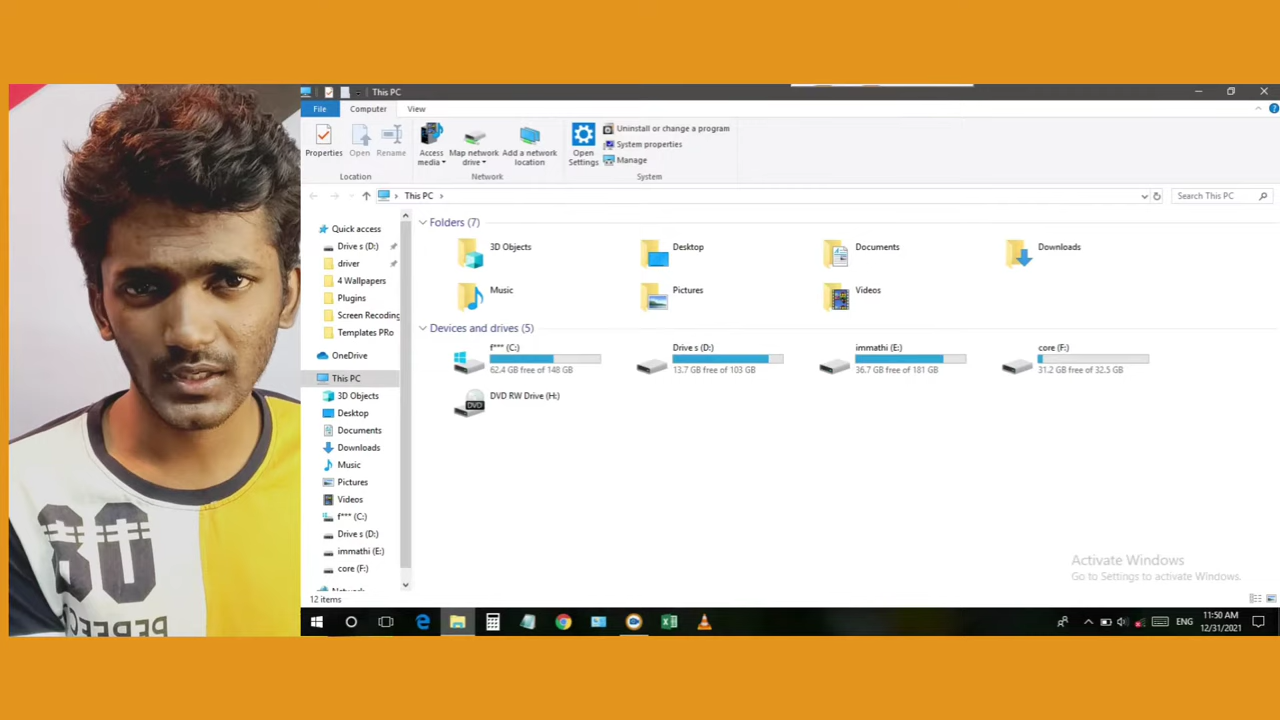 This PC
File
Computer
View
Properties
Open
Rename
Access media
Map network drive
Add a network location
Open Settings
Uninstall or change a program
System properties
Manage
Location
Network
System
This PC
Search This PC
Quick access
Drive s (D:)
driver
4 Wallpapers
Plugins
Screen Recording
Templates PRo
OneDrive
This PC
3D Objects
Desktop
Documents
Downloads
Music
Pictures
Videos
f*** (C:)
Drive s (D:)
immathi (E:)
core (F:)
12 items
Folders (7)
3D Objects
Desktop
Documents
Downloads
Music
Pictures
Videos
Devices and drives (5)
f*** (C:)
62.4 GB free of 148 GB
Drive s (D:)
13.7 GB free of 103 GB
immathi (E:)
36.7 GB free of 181 GB
core (F:)
31.2 GB free of 32.5 GB
DVD
DVD RW Drive (H:)
Activate Windows
Go to Settings to activate Windows.
ENG
11:50 AM
12/31/2021
80
PERFEC